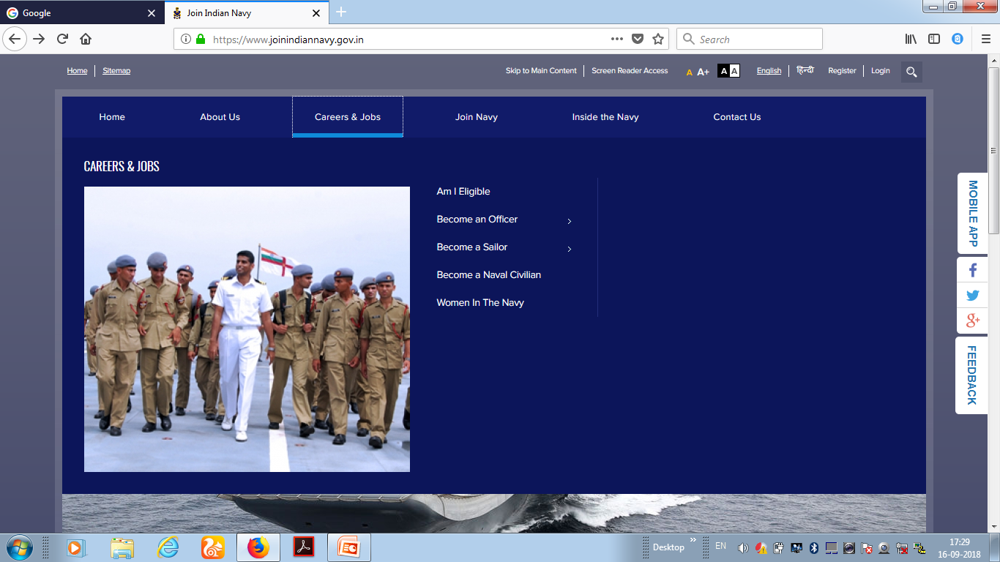 Google
Join Indian Navy
https://www.joinindiannavy.gov.in
Search
Home
Sitemap
Skip to Main Content
Screen Reader Access
A A+ A A
English
हिन्दी
Register
Login
Home
About Us
Careers & Jobs
Join Navy
Inside the Navy
Contact Us
CAREERS & JOBS
Am I Eligible
Become an Officer
Become a Sailor
Become a Naval Civilian
Women In The Navy
MOBILE APP
FEEDBACK
Desktop
EN
17:29
16-09-2018